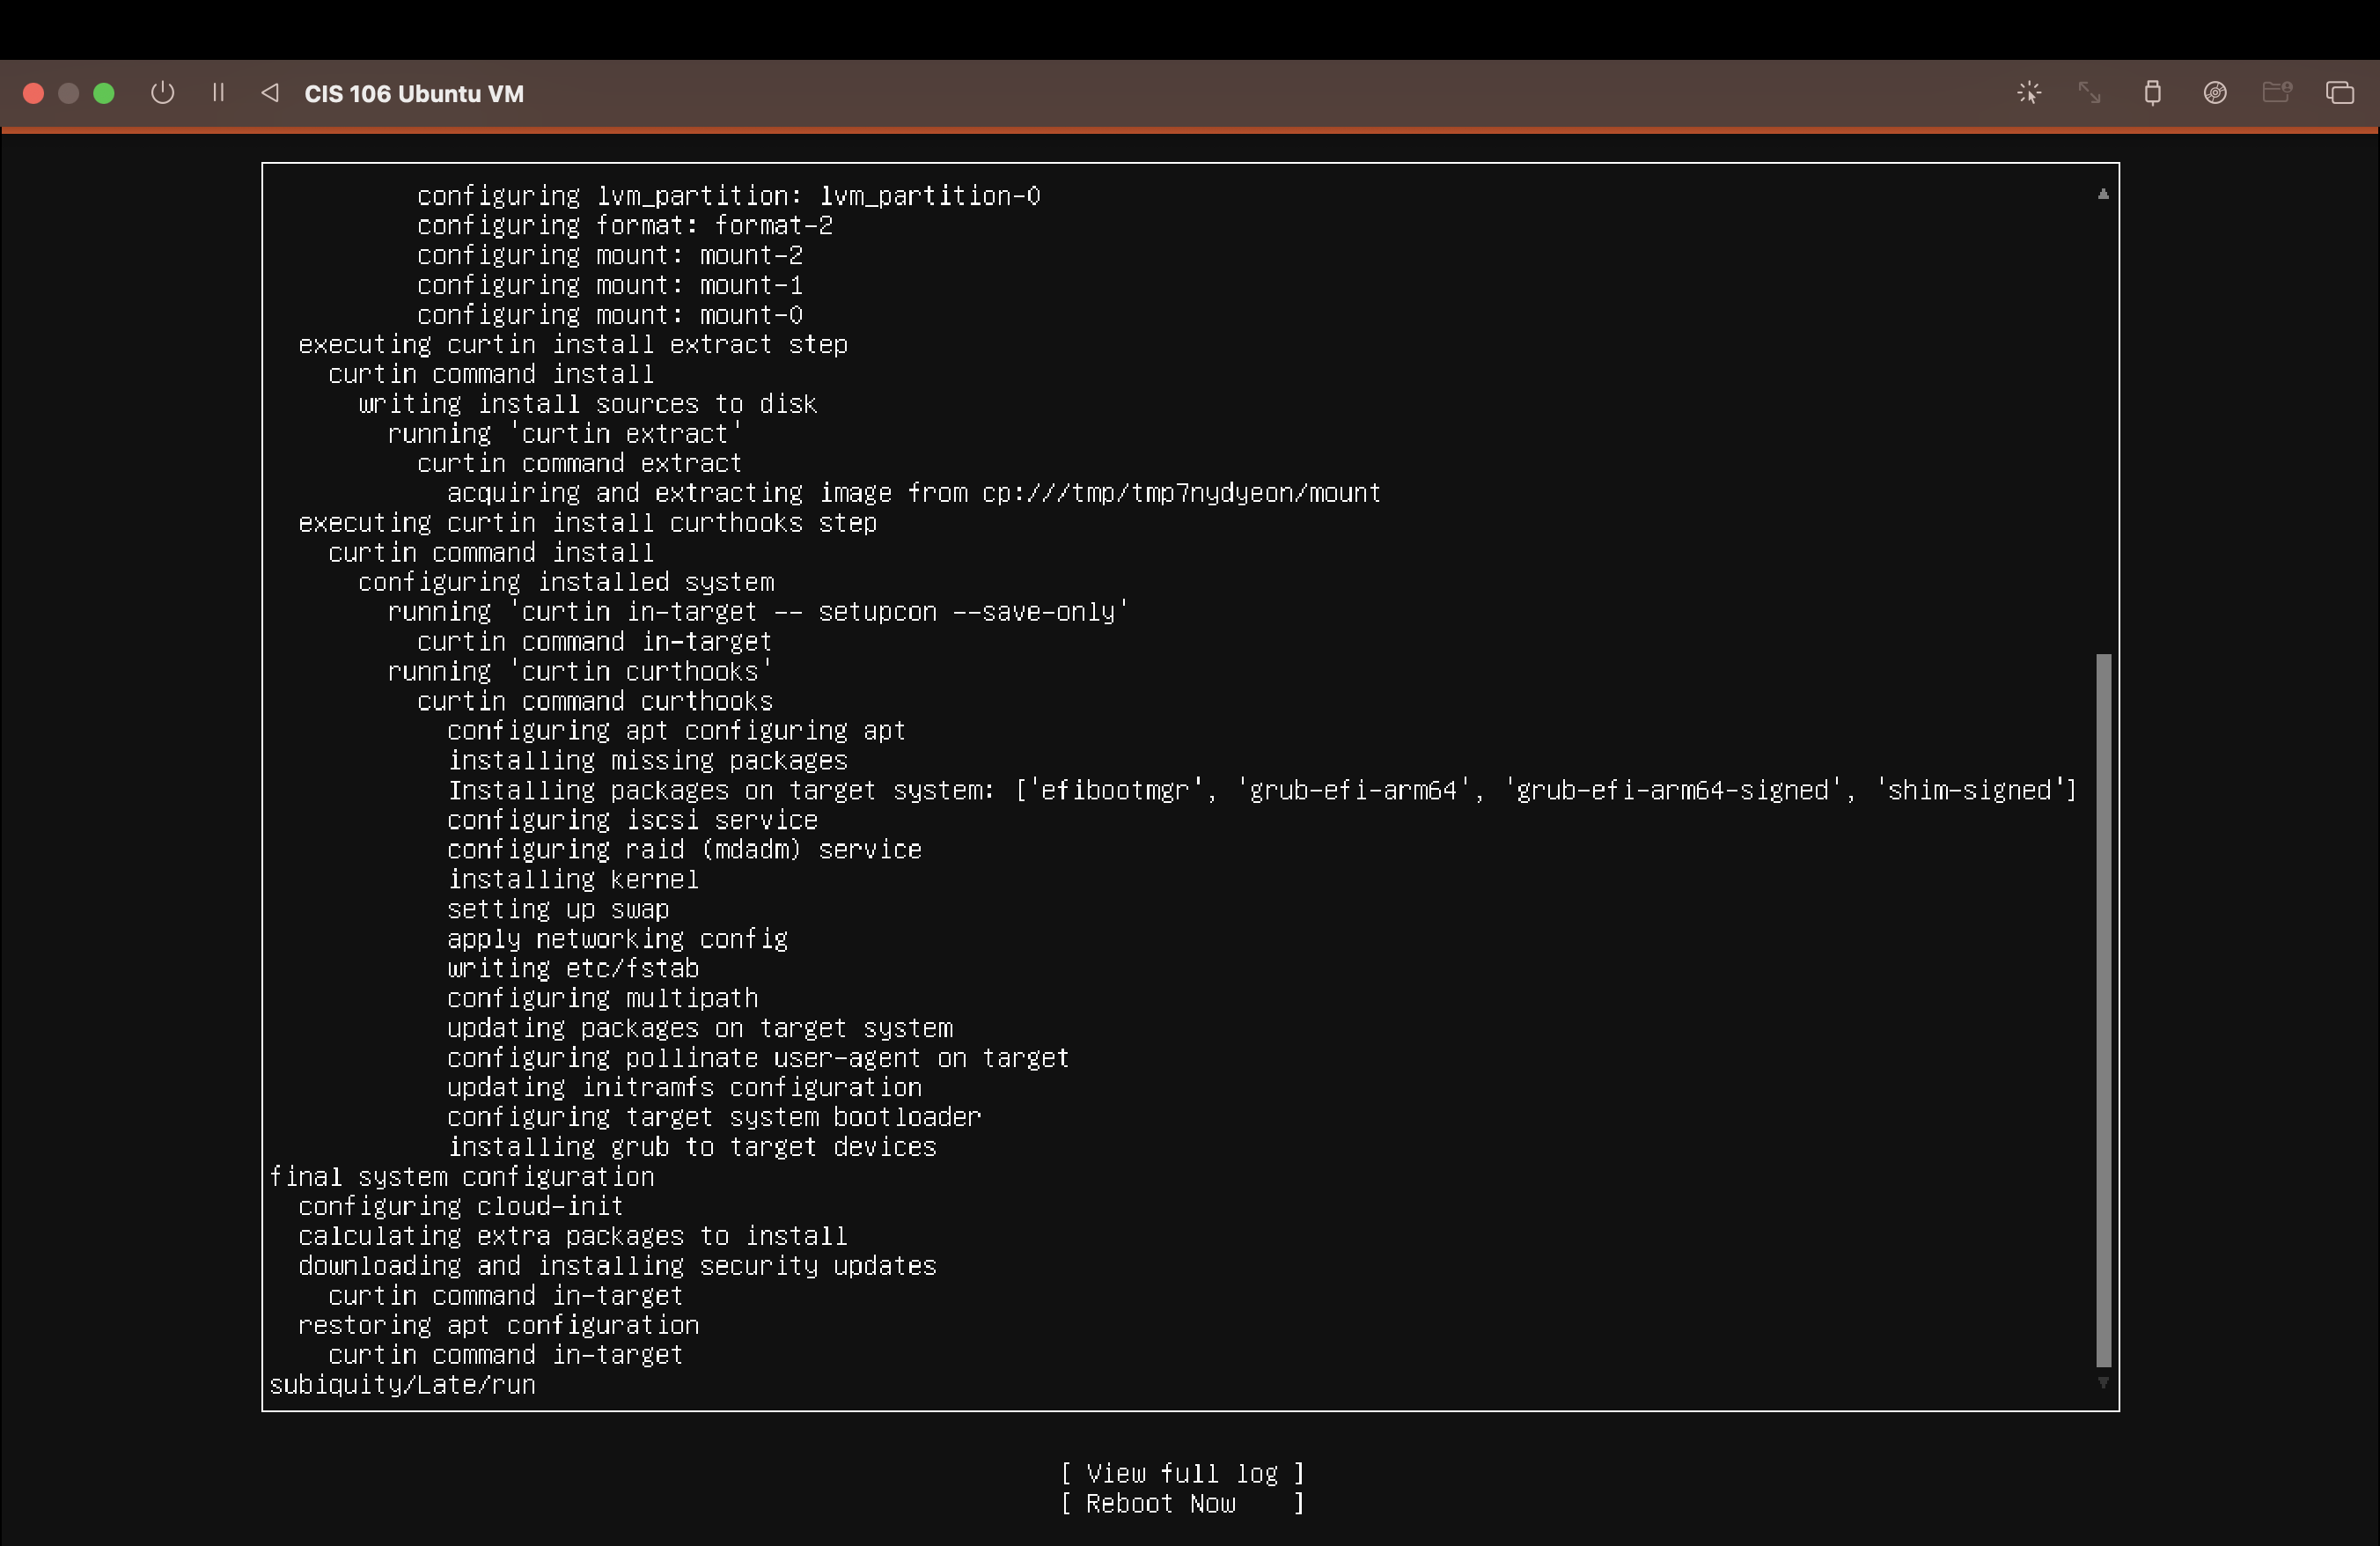 CIS 106 Ubuntu VM
configuring lvm_partition: lvm_partition-0
configuring format: format-2
configuring mount: mount-2
configuring mount: mount-1
configuring mount: mount-0
executing curtin install extract step
curtin command install
writing install sources to disk
running 'curtin extract'
curtin command extract
acquiring and extracting image from cp:///tmp/tmp7nydyeon/mount
executing curtin install curthooks step
curtin command install
configuring installed system
running 'curtin in-target -- setupcon --save-only'
curtin command in-target
running 'curtin curthooks'
curtin command curthooks
configuring apt configuring apt
installing missing packages
Installing packages on target system: ['efibootmgr', 'grub-efi-arm64', 'grub-efi-arm64-signed', 'shim-signed']
configuring iscsi service
configuring raid (mdadm) service
installing kernel
setting up swap
apply networking config
writing etc/fstab
configuring multipath
updating packages on target system
configuring pollinate user-agent on target
updating initramfs configuration
configuring target system bootloader
installing grub to target devices
final system configuration
configuring cloud-init
calculating extra packages to install
downloading and installing security updates
curtin command in-target
restoring apt configuration
curtin command in-target
subiquity/Late/run
[ View full log ]
[ Reboot Now ]